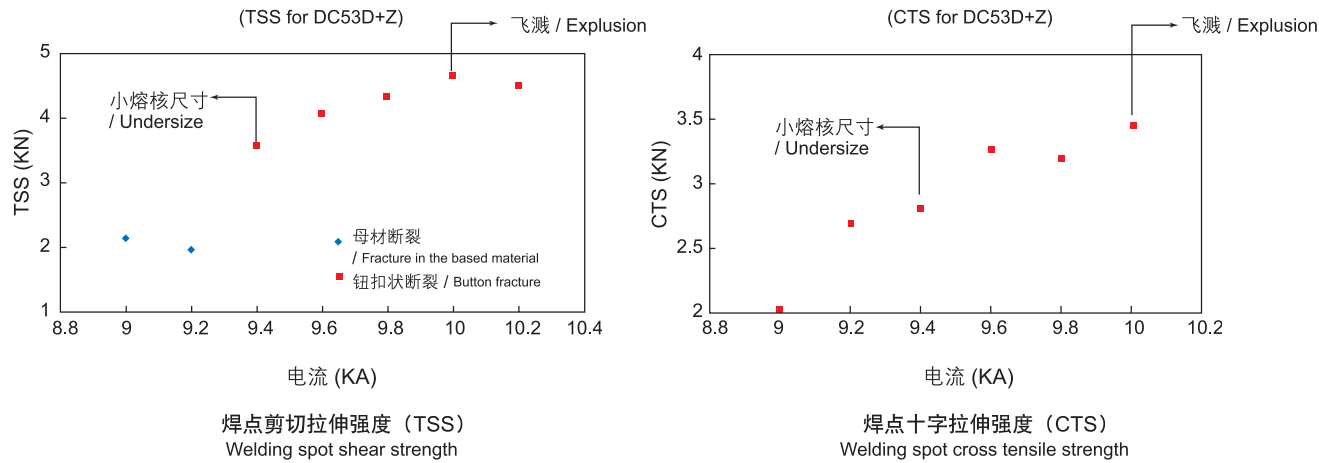 (TSS for DC53D+Z)
飞溅 / Explusion
小熔核尺寸
/ Undersize
TSS (KN)
5
4
3
2
1
母材断裂
/ Fracture in the based material
钮扣状断裂 / Button fracture
8.8 9 9.2 9.4 9.6 9.8 10 10.2 10.4
电流 (KA)
焊点剪切拉伸强度（TSS）
Welding spot shear strength
(CTS for DC53D+Z)
飞溅 / Explusion
小熔核尺寸
/ Undersize
CTS (KN)
4
3.5
3
2.5
2
8.8 9 9.2 9.4 9.6 9.8 10 10.2
电流 (KA)
焊点十字拉伸强度（CTS）
Welding spot cross tensile strength